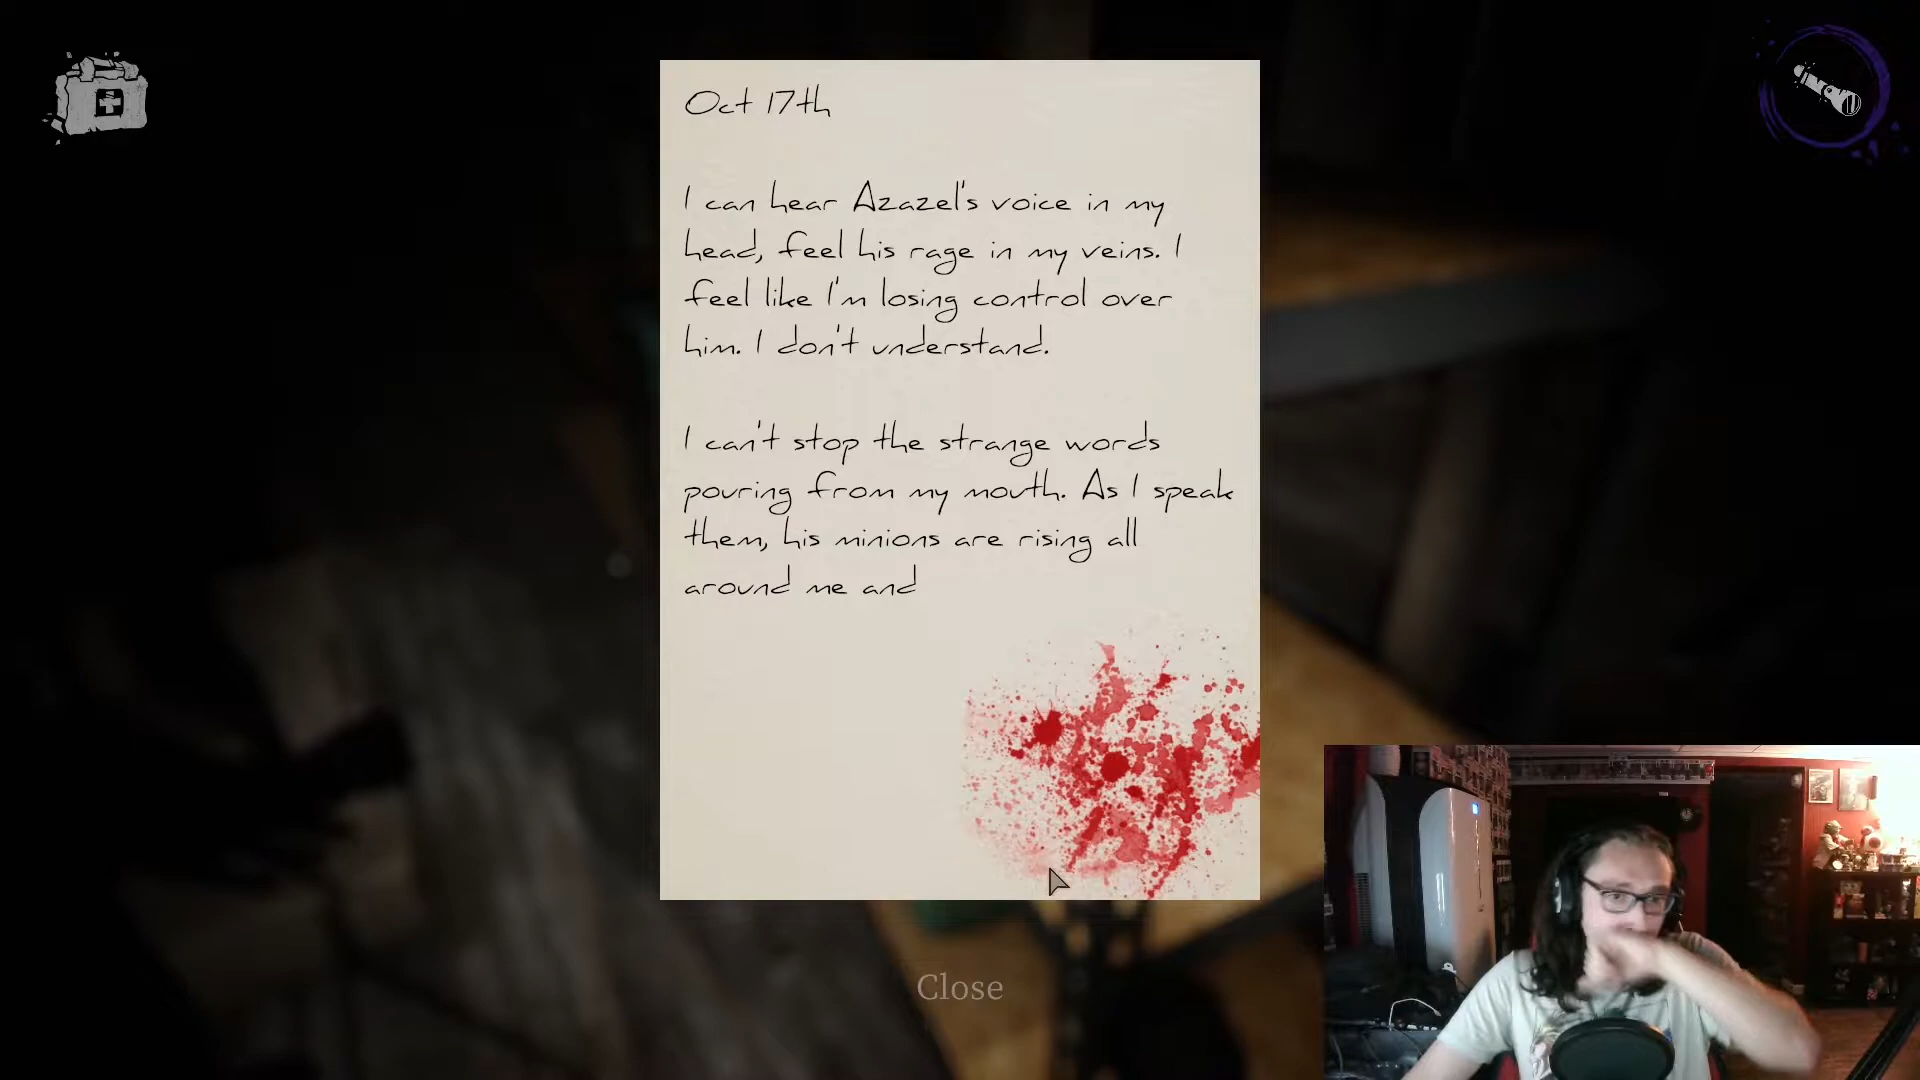 Oct 17th
I can hear Azazel's voice in my
head, feel his rage in my veins. I
feel like I'm losing control over
him. I don't understand.
I can't stop the strange words
pouring from my mouth. As I speak
them, his minions are rising all
around me and
Close